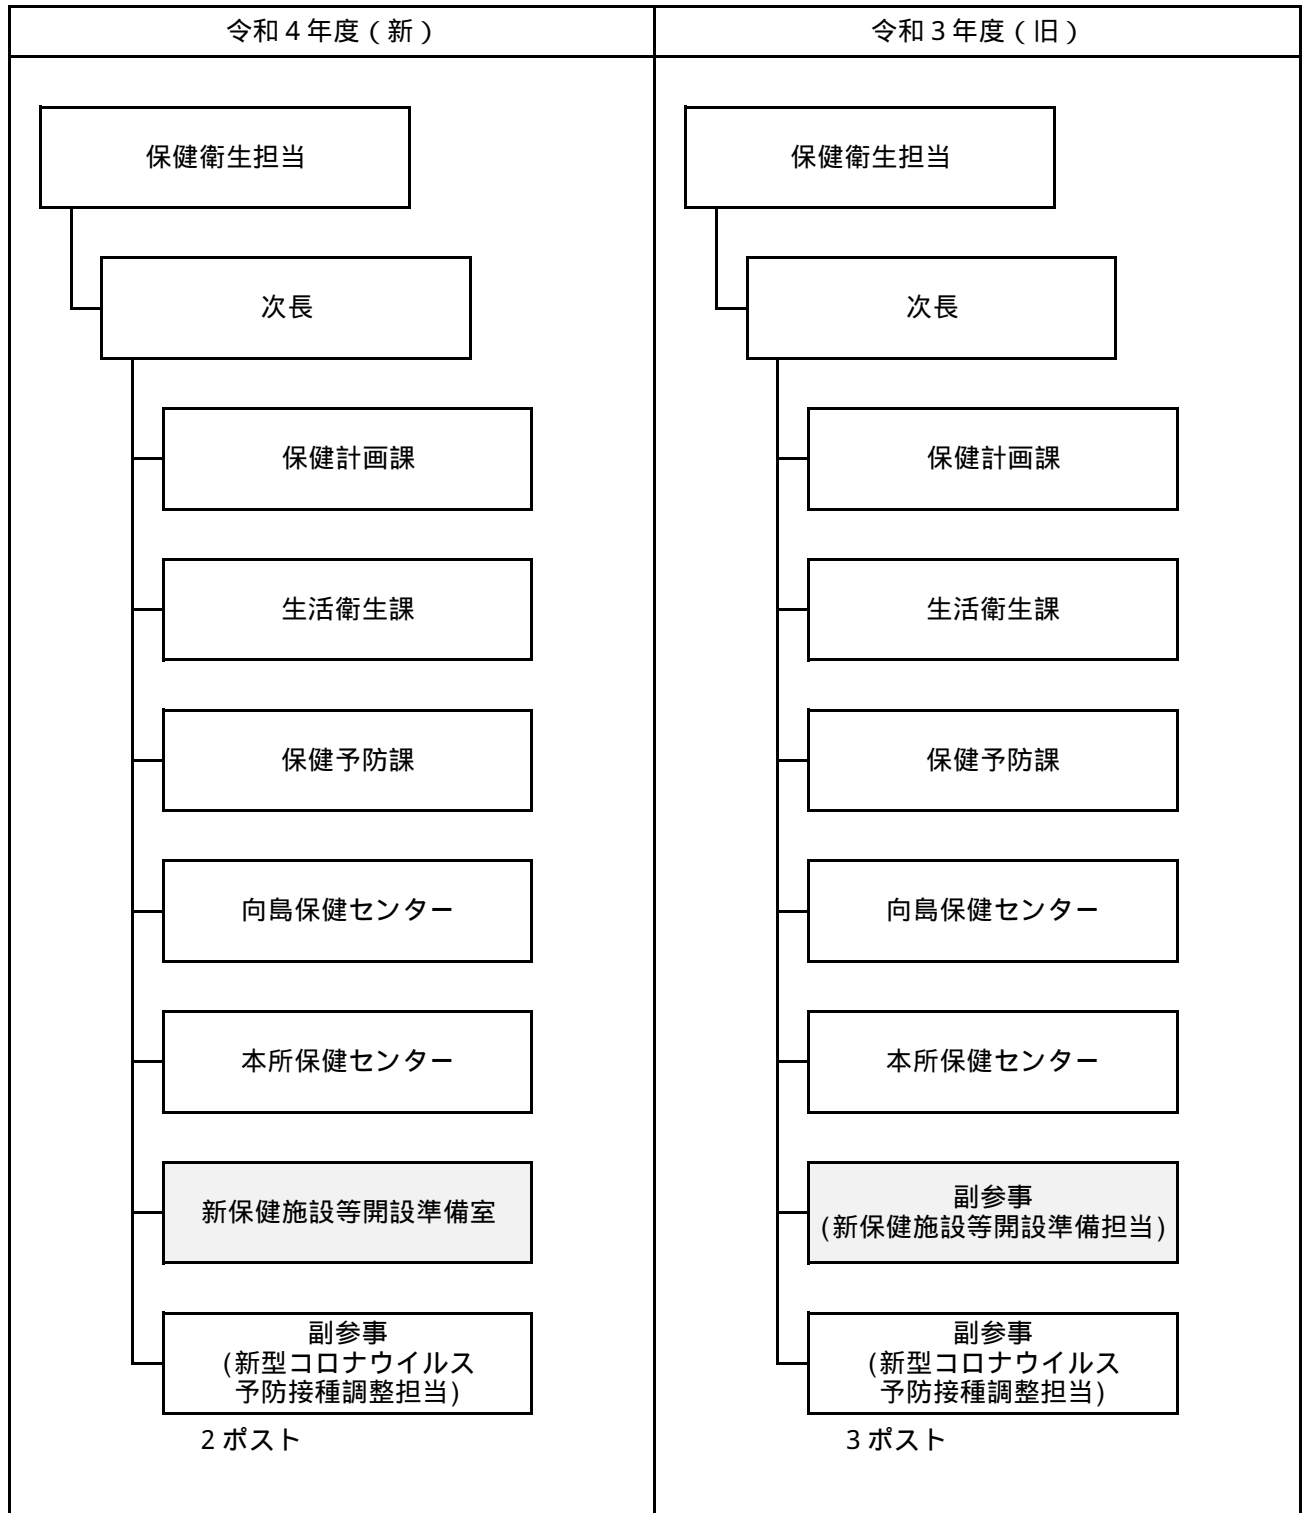 令和４年度（新）
保健衛生担当
次長
保健計画課
生活衛生課
保健予防課
向島保健センター
本所保健センター
新保健施設等開設準備室
副参事
(新型コロナウイルス
予防接種調整担当)
２ポスト
令和３年度（旧）
保健衛生担当
次長
保健計画課
生活衛生課
保健予防課
向島保健センター
本所保健センター
副参事
(新保健施設等開設準備担当)
副参事
(新型コロナウイルス
予防接種調整担当)
３ポスト